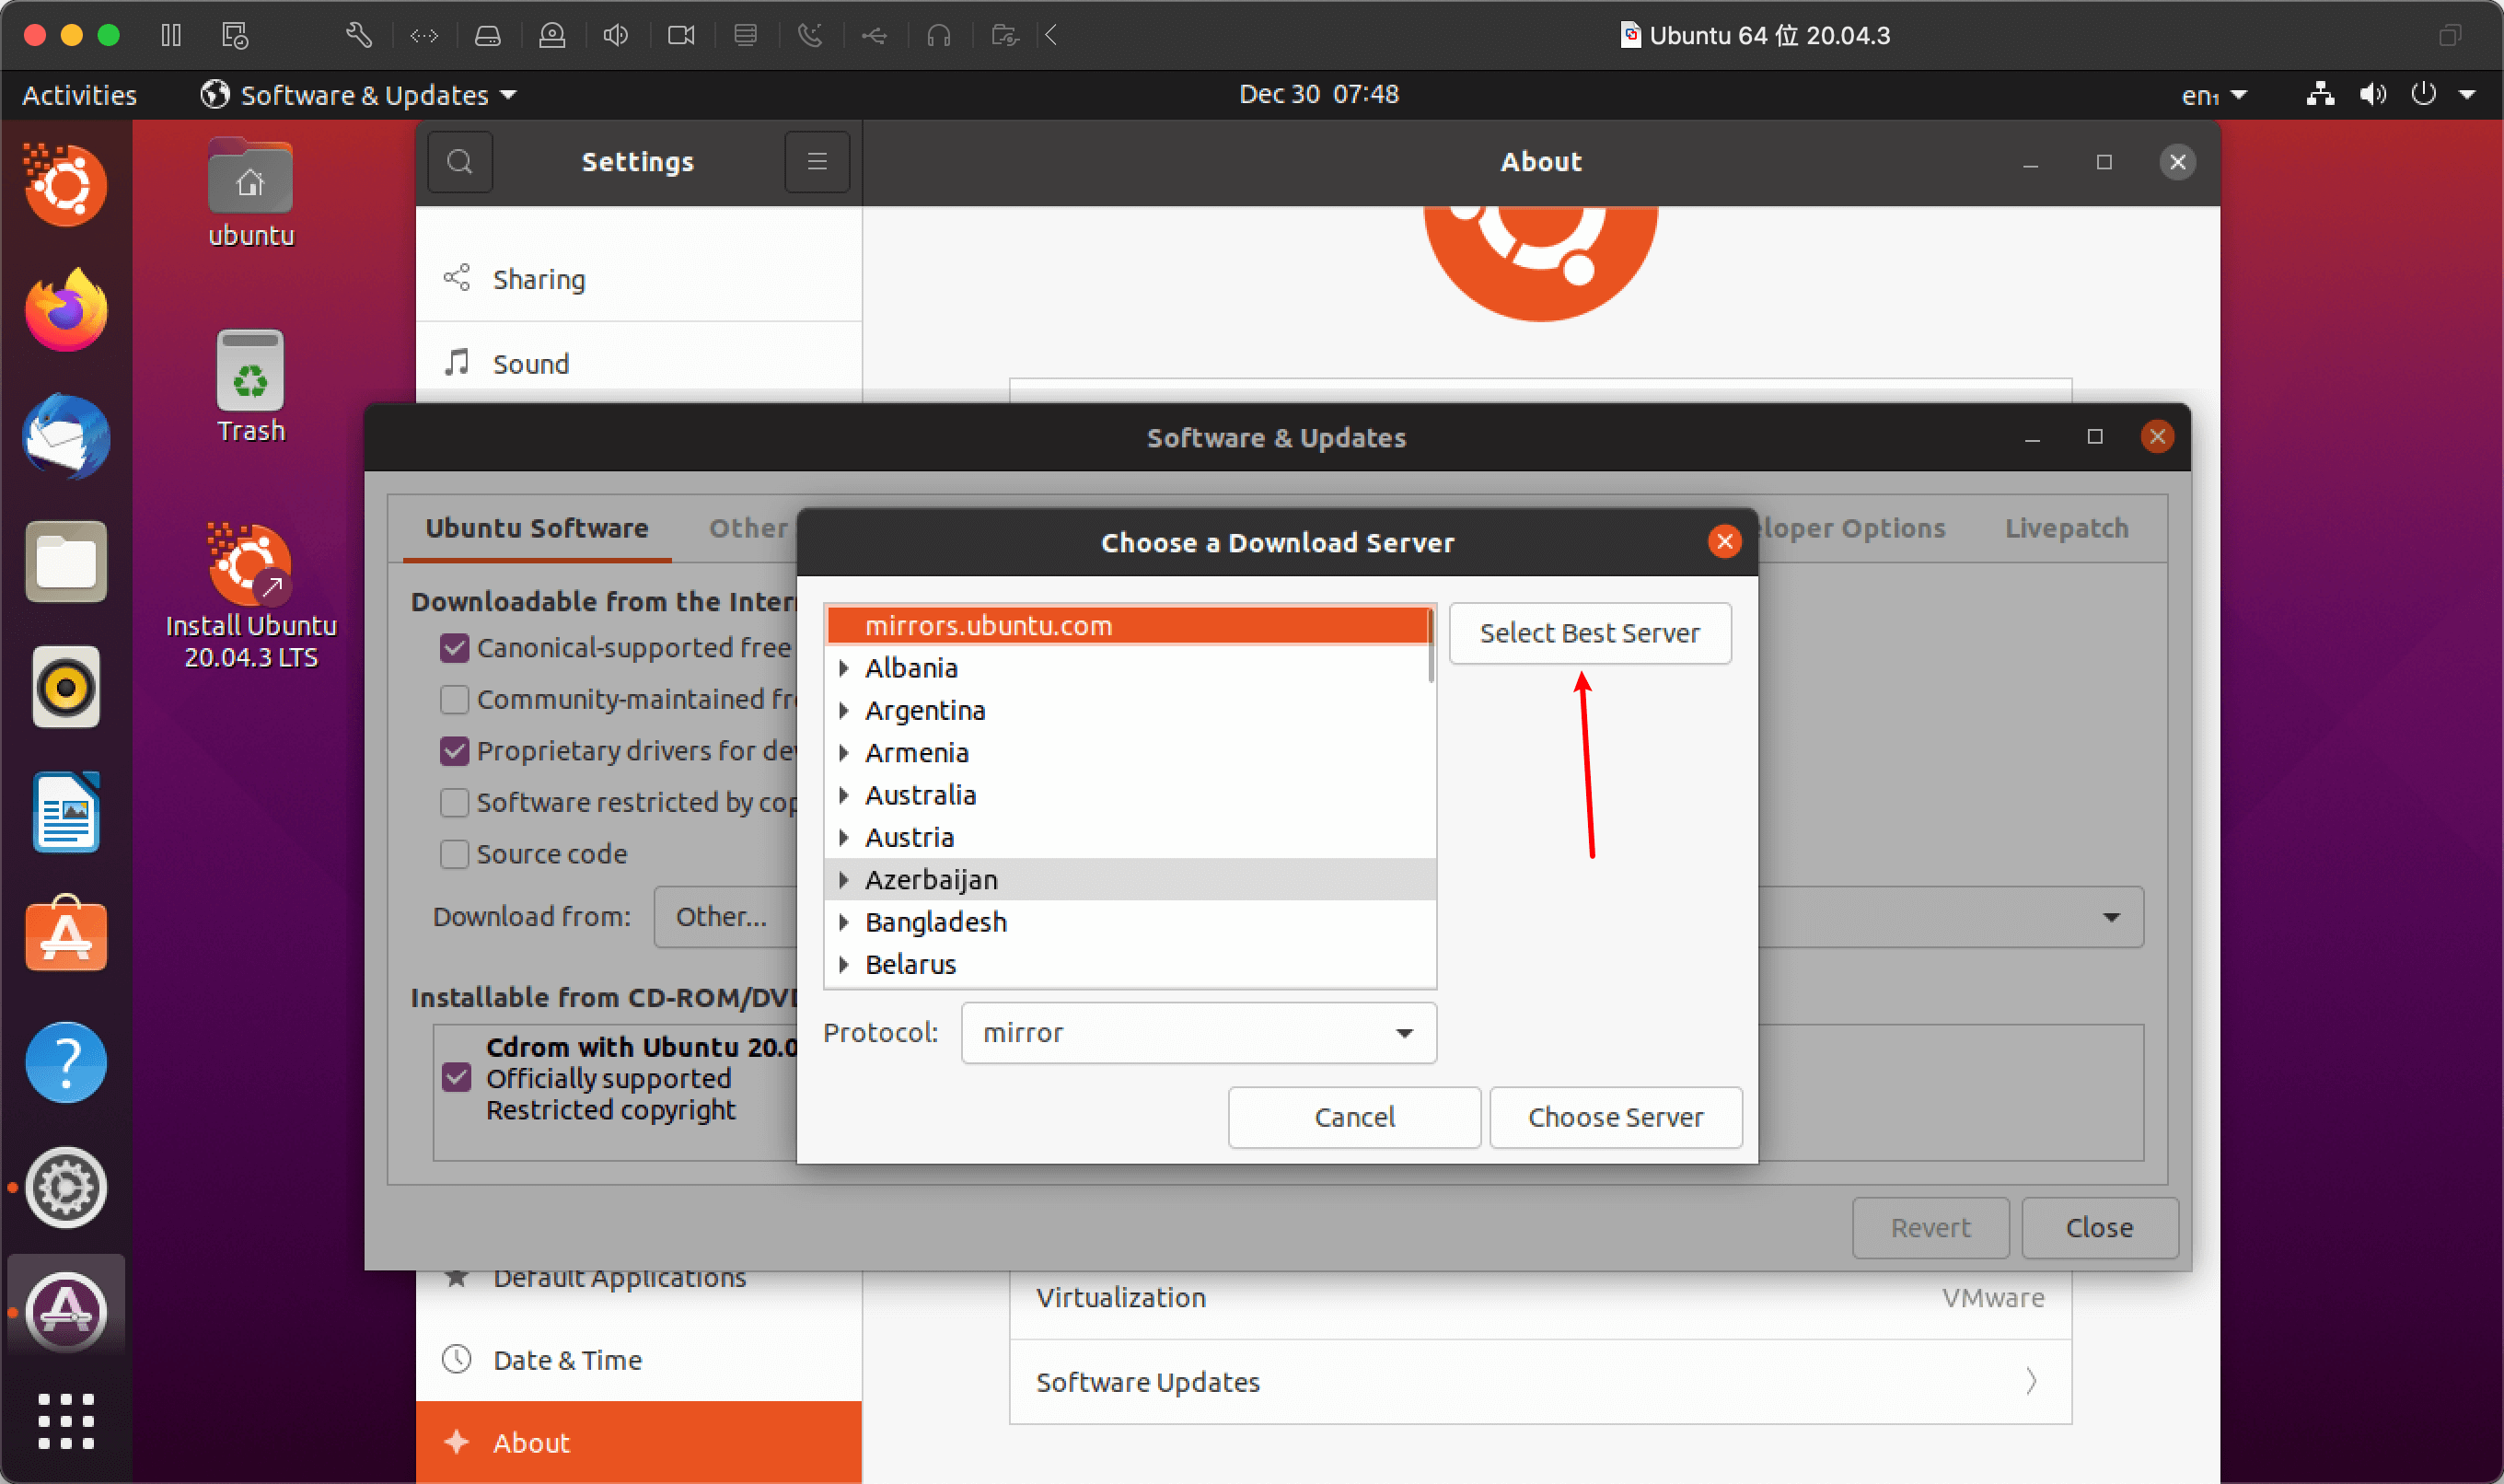 Ubuntu 64 位 20.04.3
Activities
Software & Updates
Dec 30 07:48
en₁
ubuntu
Trash
Install Ubuntu
20.04.3 LTS
Settings
About
Sharing
Sound
Software & Updates
Ubuntu Software
Other
eloper Options
Livepatch
Downloadable from the Intern
Canonical-supported free
Community-maintained fre
Proprietary drivers for dev
Software restricted by cop
Source code
Download from:
Other...
Installable from CD-ROM/DVD
Cdrom with Ubuntu 20.0
Officially supported
Restricted copyright
Revert
Close
Choose a Download Server
mirrors.ubuntu.com
Albania
Argentina
Armenia
Australia
Austria
Azerbaijan
Bangladesh
Belarus
Select Best Server
Protocol:
mirror
Cancel
Choose Server
Default Applications
Date & Time
About
Virtualization
VMware
Software Updates